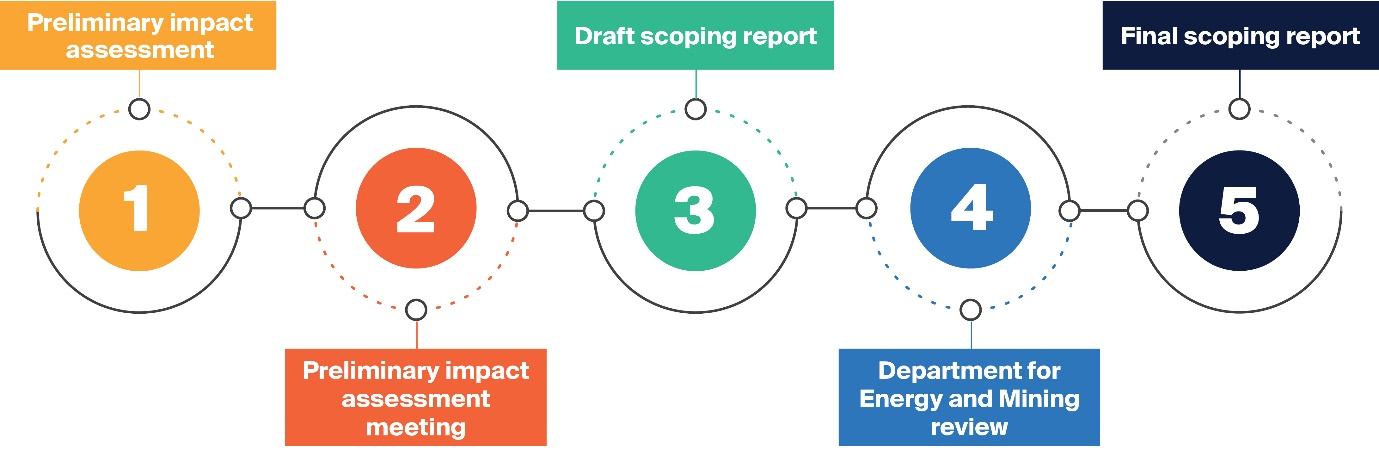 Preliminary impact
assessment
Draft scoping report
Final scoping report
1
2
3
4
5
Preliminary impact
assessment
meeting
Department for
Energy and Mining
review